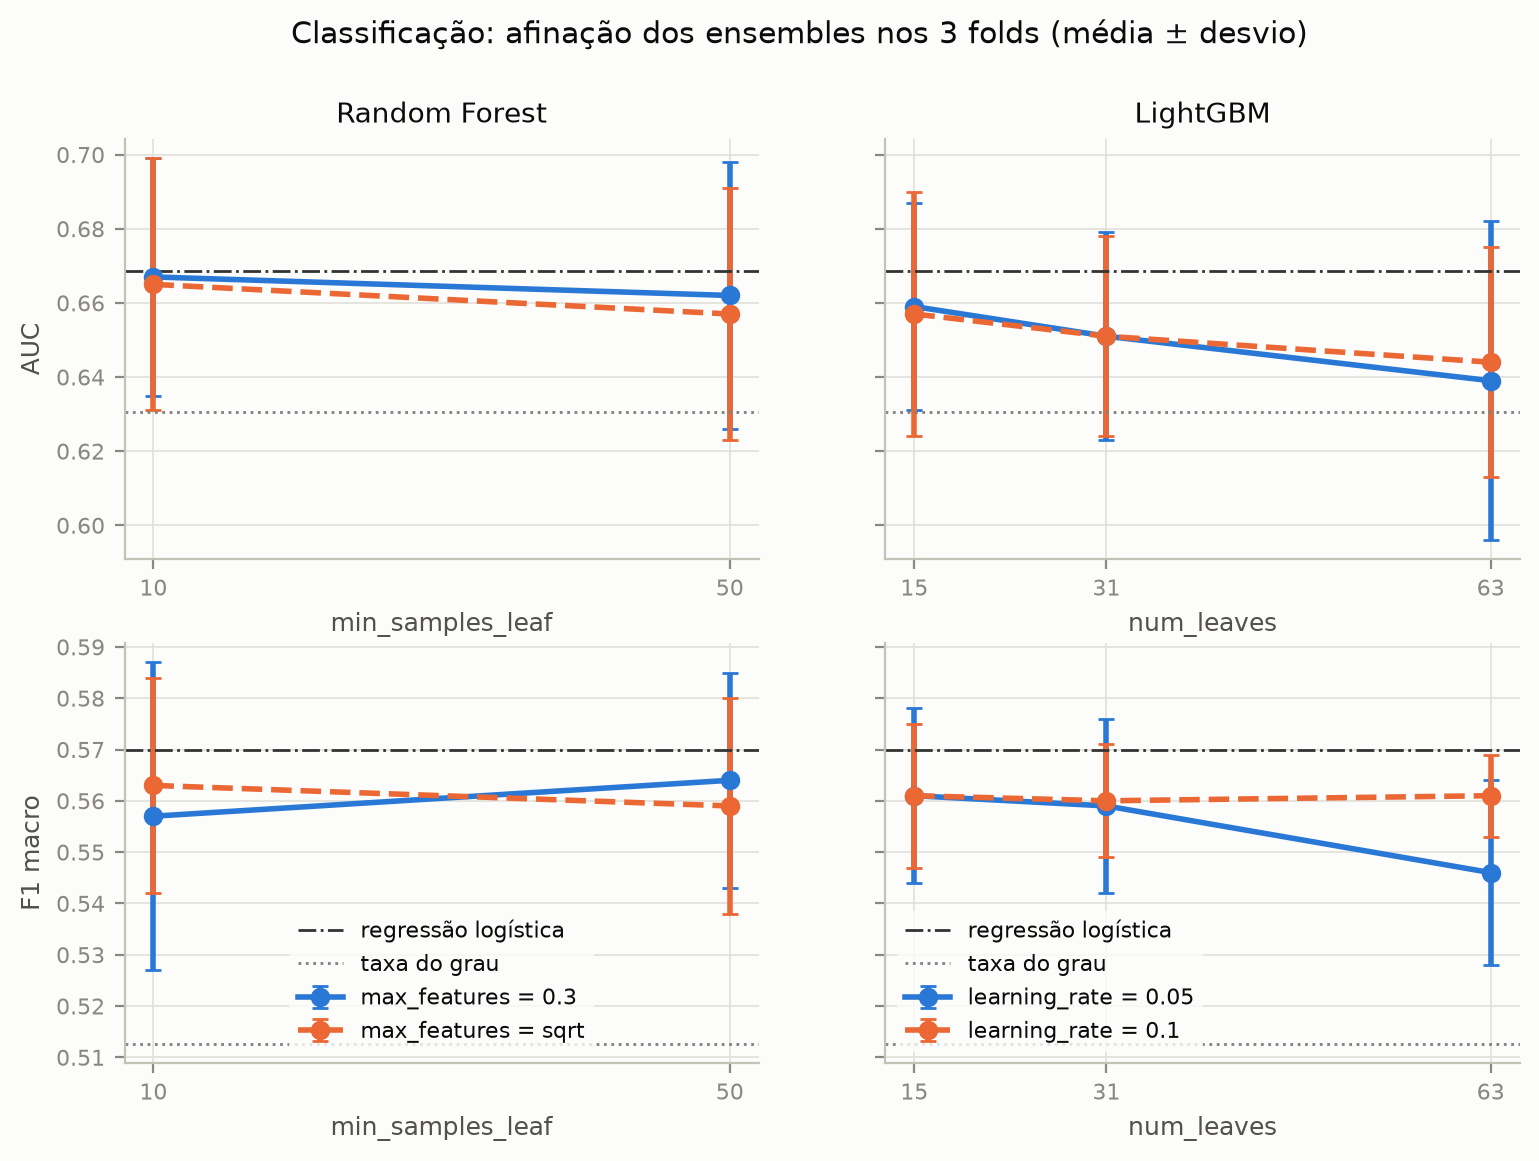 Classificação: afinação dos ensembles nos 3 folds (média ± desvio)
Random Forest
LightGBM
AUC
0.70
0.68
0.66
0.64
0.62
0.60
10
50
min_samples_leaf
15
31
63
num_leaves
F1 macro
0.59
0.58
0.57
0.56
0.55
0.54
0.53
0.52
0.51
regressão logística
taxa do grau
max_features = 0.3
max_features = sqrt
10
50
min_samples_leaf
regressão logística
taxa do grau
learning_rate = 0.05
learning_rate = 0.1
15
31
63
num_leaves